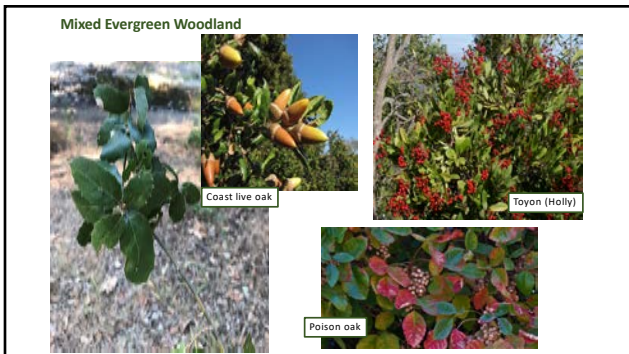 Mixed Evergreen Woodland
Coast live oak
Toyon (Holly)
Poison oak